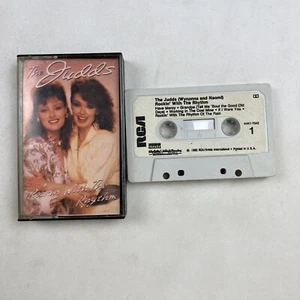 The Judds
Rockin' With The
Rhythm
The Judds (Wynonna and Naomi)
Rockin' With The Rhythm
Have Mercy • Grandpa (Tell Me 'Bout the Good Old
Days) • Working In The Coal Mine • If I Were You •
Rockin' With The Rhythm Of The Rain
RCA
1